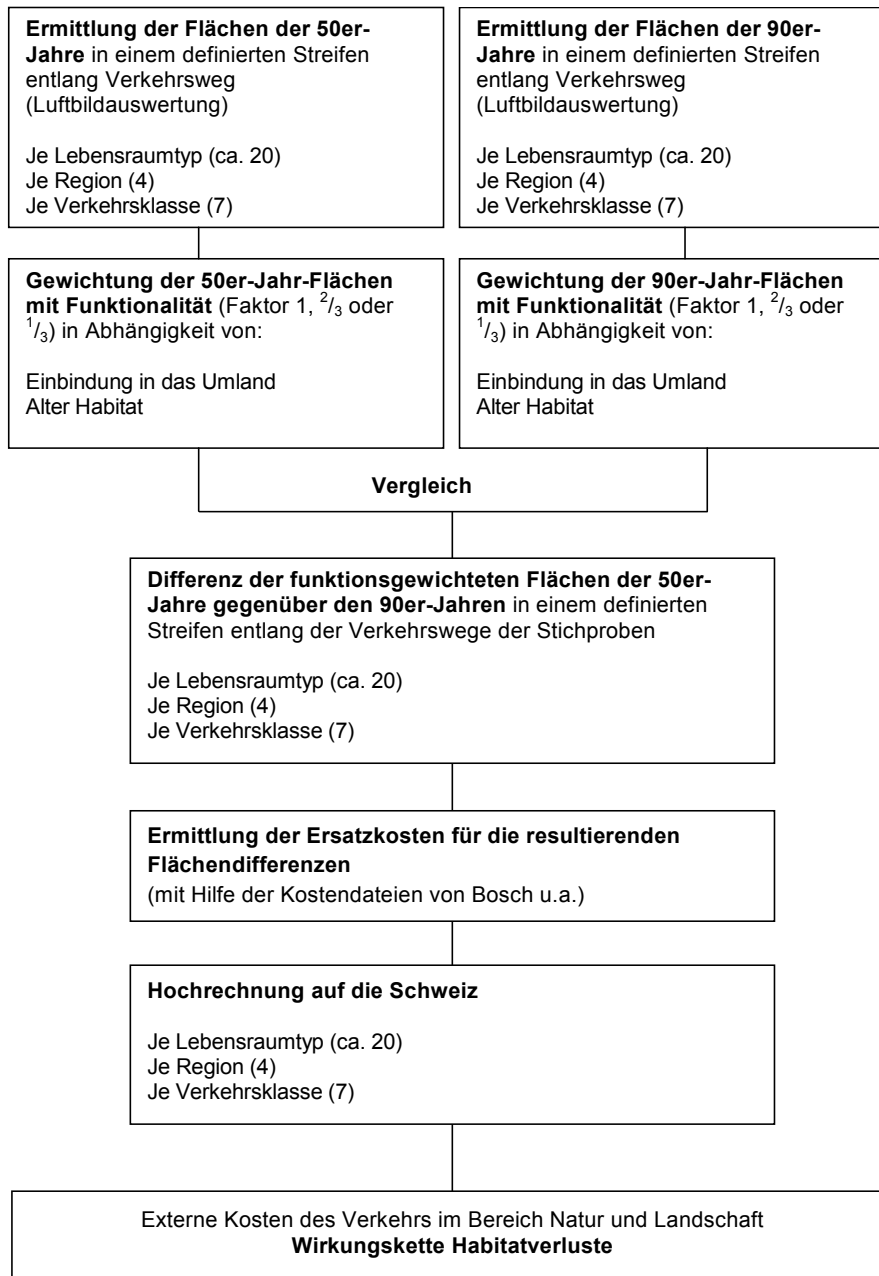 Ermittlung der Flächen der 50er-
Jahre in einem definierten Streifen
entlang Verkehrsweg
(Luftbildauswertung)
Je Lebensraumtyp (ca. 20)
Je Region (4)
Je Verkehrsklasse (7)
Ermittlung der Flächen der 90er-
Jahre in einem definierten Streifen
entlang Verkehrsweg
(Luftbildauswertung)
Je Lebensraumtyp (ca. 20)
Je Region (4)
Je Verkehrsklasse (7)
Gewichtung der 50er-Jahr-Flächen
mit Funktionalität (Faktor 1, 2/3 oder
1/3) in Abhängigkeit von:
Einbindung in das Umland
Alter Habitat
Gewichtung der 90er-Jahr-Flächen
mit Funktionalität (Faktor 1, 2/3 oder
1/3) in Abhängigkeit von:
Einbindung in das Umland
Alter Habitat
Vergleich
Differenz der funktionsgewichteten Flächen der 50er-
Jahre gegenüber den 90er-Jahren in einem definierten
Streifen entlang der Verkehrswege der Stichproben
Je Lebensraumtyp (ca. 20)
Je Region (4)
Je Verkehrsklasse (7)
Ermittlung der Ersatzkosten für die resultierenden
Flächendifferenzen
(mit Hilfe der Kostendateien von Bosch u.a.)
Hochrechnung auf die Schweiz
Je Lebensraumtyp (ca. 20)
Je Region (4)
Je Verkehrsklasse (7)
Externe Kosten des Verkehrs im Bereich Natur und Landschaft
Wirkungskette Habitatverluste